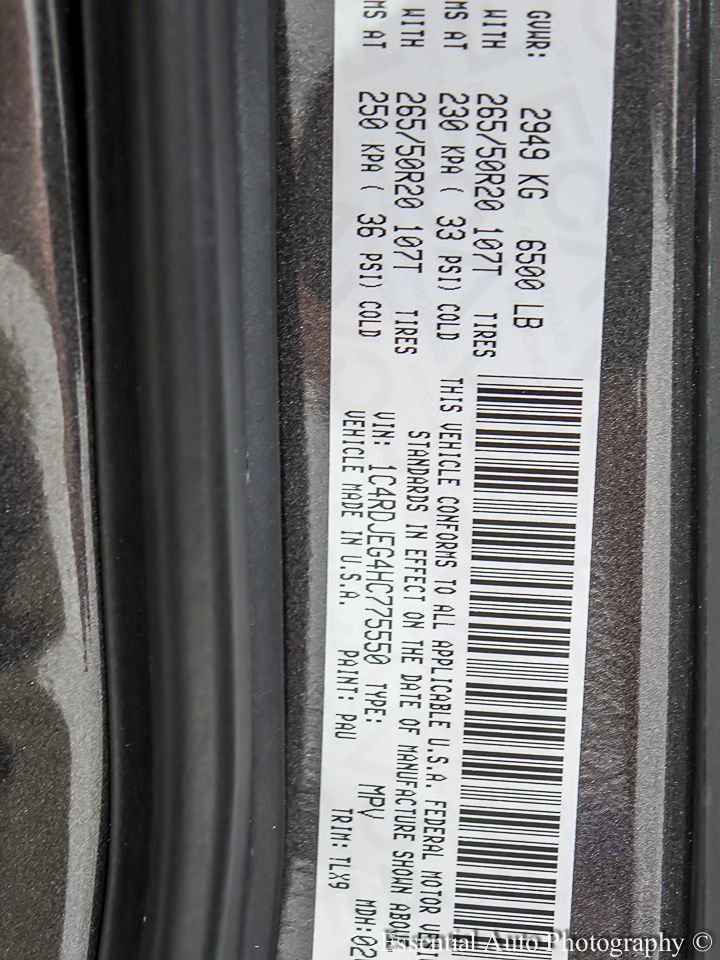 GVWR: 2949 KG 6500 LB
WITH 265/50R20 107T TIRES
MS AT 230 KPA ( 33 PSI) COLD
WITH 265/50R20 107T TIRES
MS AT 250 KPA ( 36 PSI) COLD
THIS VEHICLE CONFORMS TO ALL APPLICABLE U.S.A. FEDERAL MOTOR
STANDARDS IN EFFECT ON THE DATE OF MANUFACTURE SHOWN
VIN: 1C4RDJEG4HC775550 TYPE: MPV
VEHICLE MADE IN U.S.A. PAINT: PAU TRIM: TLX9
Essential Auto Photography ©